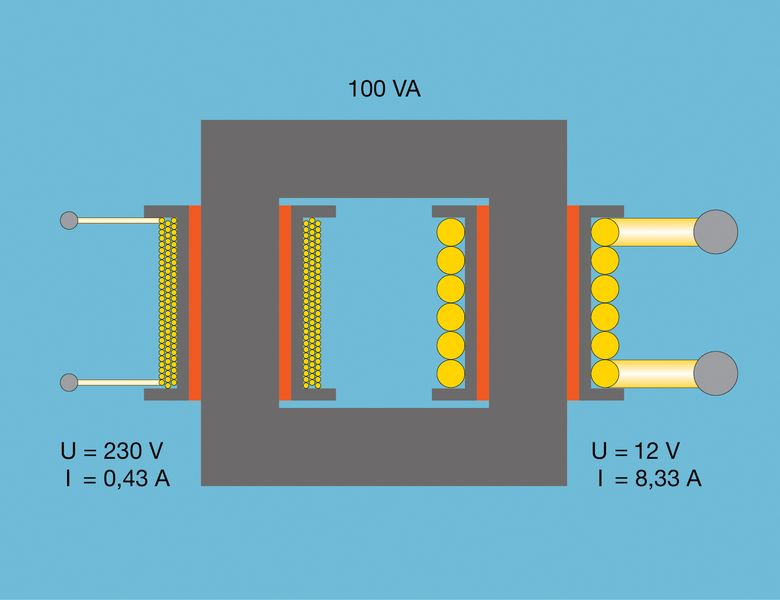 100 VA
U = 230 V
I = 0,43 A
U = 12 V
I = 8,33 A